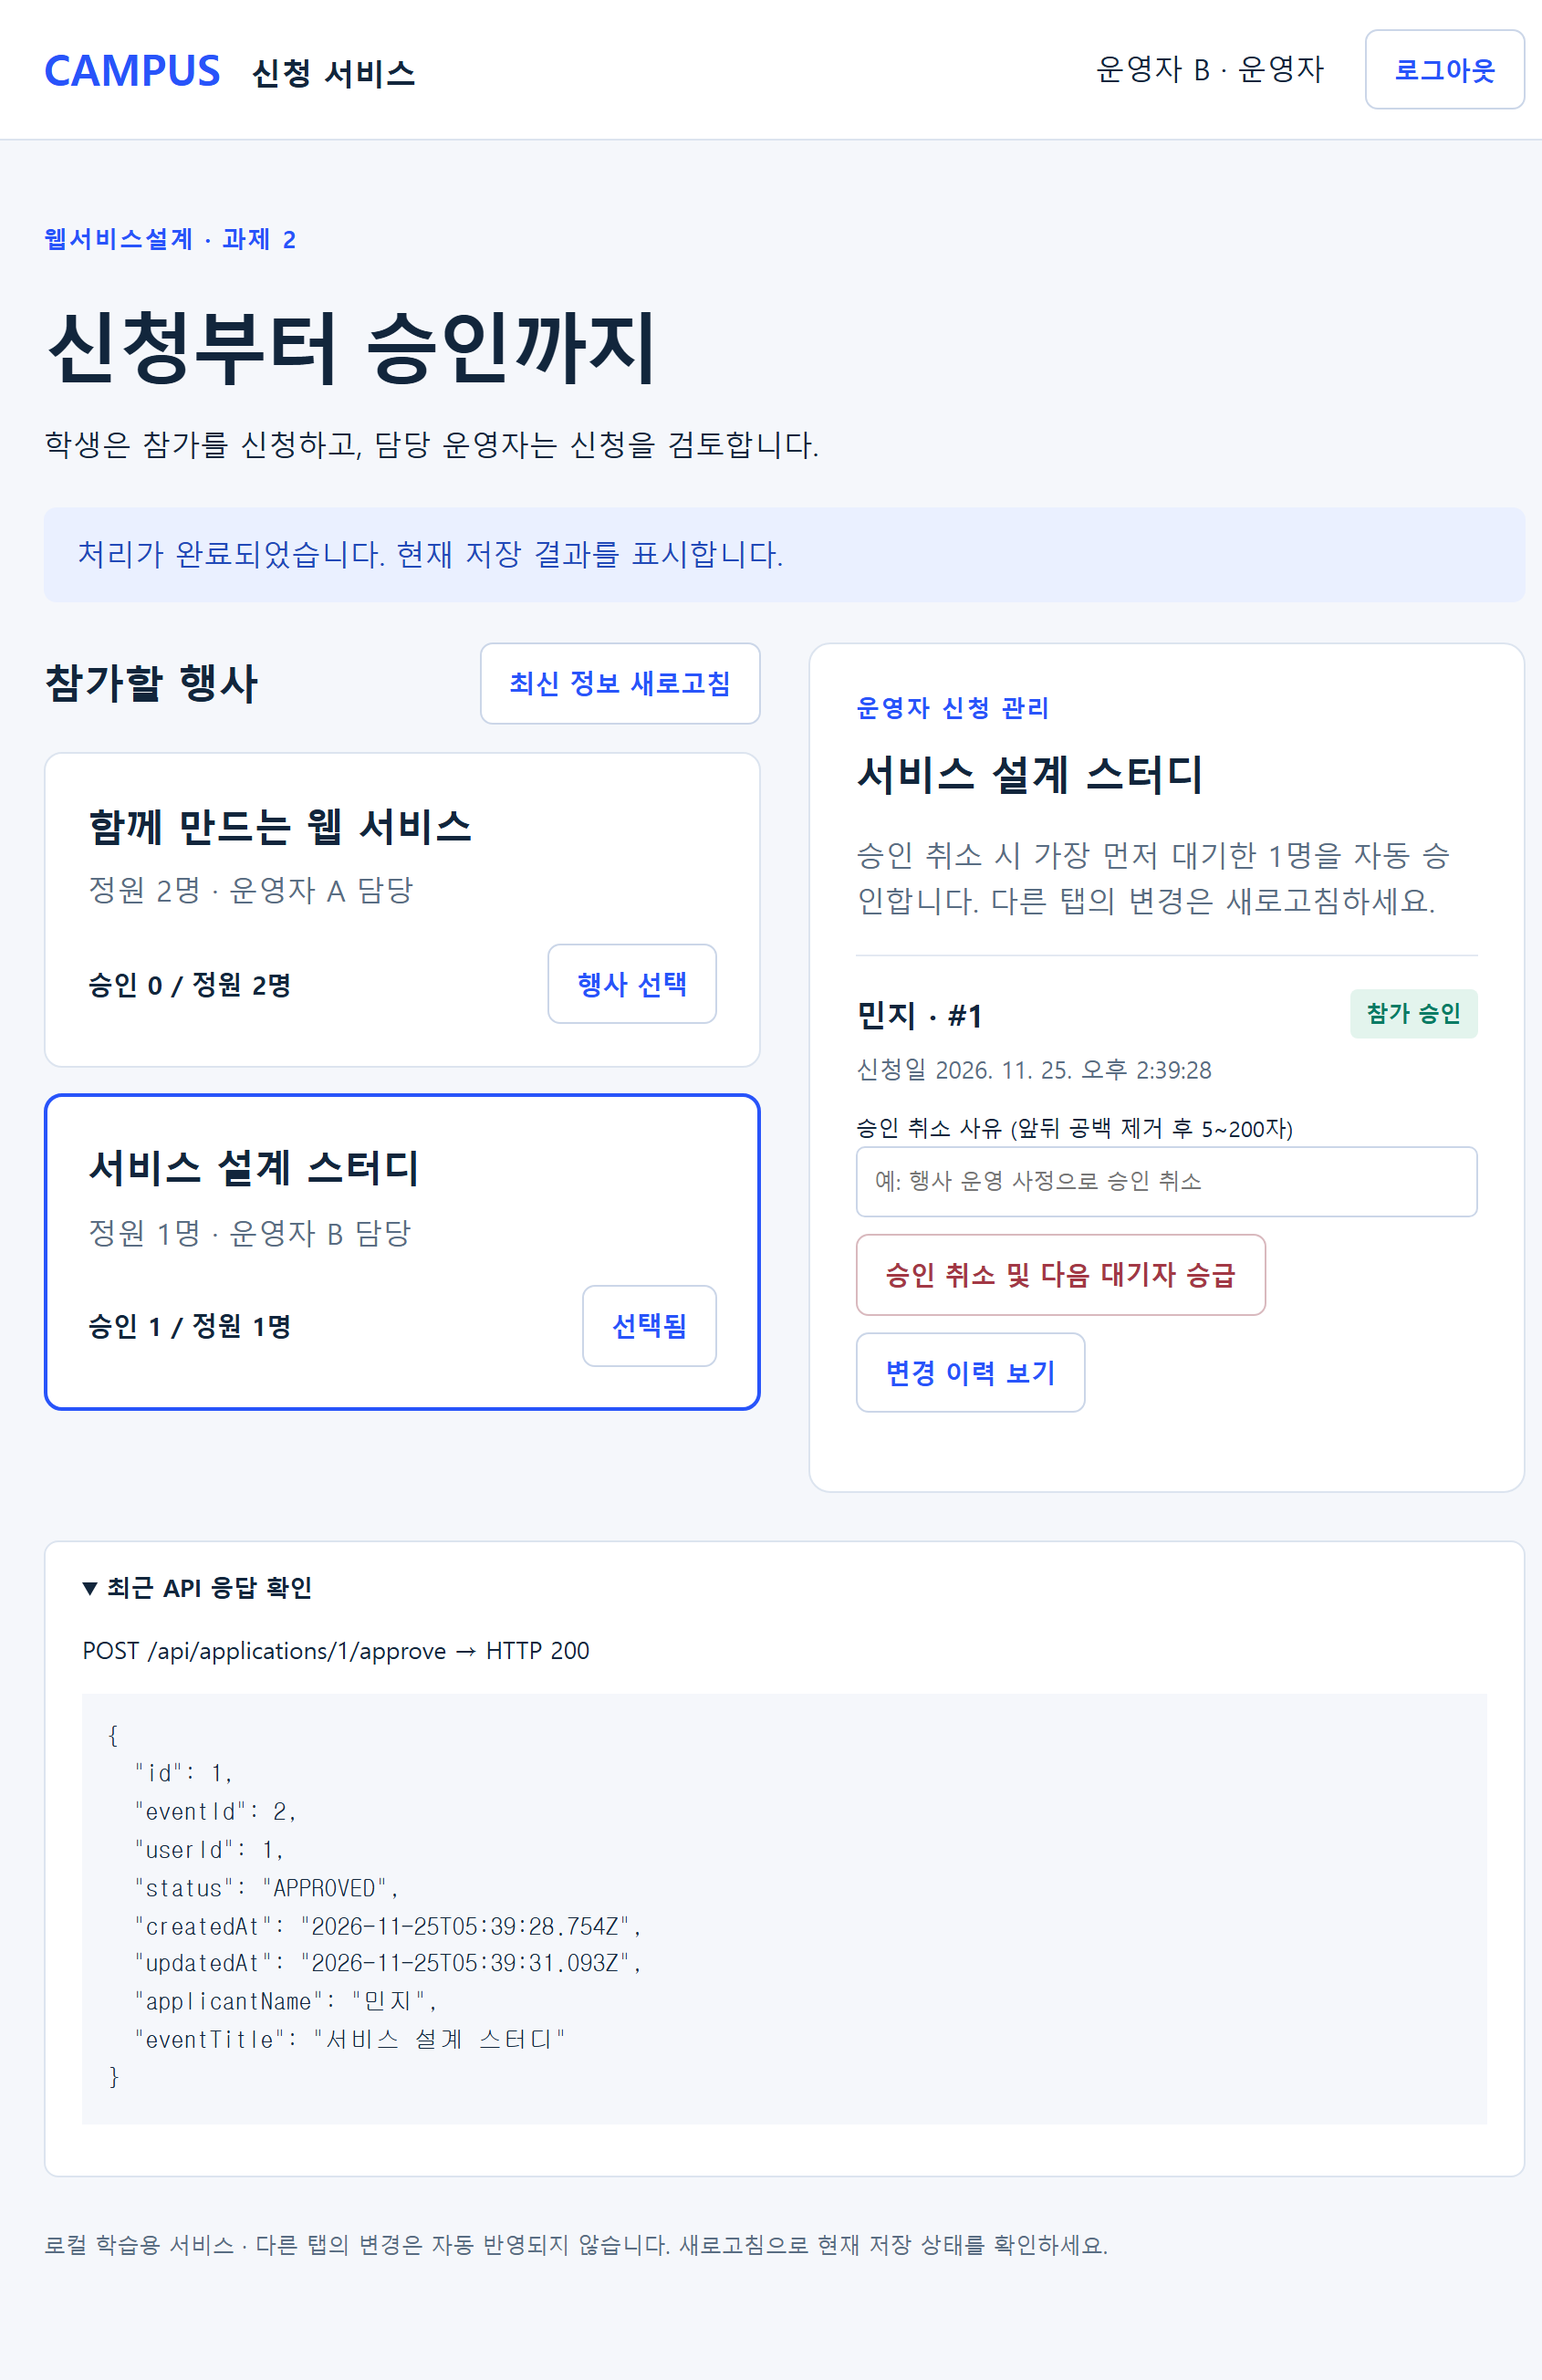 CAMPUS 신청 서비스
운영자 B · 운영자
로그아웃
웹서비스설계 · 과제 2
신청부터 승인까지
학생은 참가를 신청하고, 담당 운영자는 신청을 검토합니다.
처리가 완료되었습니다. 현재 저장 결과를 표시합니다.
참가할 행사
최신 정보 새로고침
함께 만드는 웹 서비스
정원 2명 · 운영자 A 담당
승인 0 / 정원 2명
행사 선택
서비스 설계 스터디
정원 1명 · 운영자 B 담당
승인 1 / 정원 1명
선택됨
운영자 신청 관리
서비스 설계 스터디
승인 취소 시 가장 먼저 대기한 1명을 자동 승
인합니다. 다른 탭의 변경은 새로고침하세요.
민지 · #1
참가 승인
신청일 2026. 11. 25. 오후 2:39:28
승인 취소 사유 (앞뒤 공백 제거 후 5~200자)
예: 행사 운영 사정으로 승인 취소
승인 취소 및 다음 대기자 승급
변경 이력 보기
▼ 최근 API 응답 확인
POST /api/applications/1/approve → HTTP 200
{
  "id": 1,
  "eventId": 2,
  "userId": 1,
  "status": "APPROVED",
  "createdAt": "2026-11-25T05:39:28.754Z",
  "updatedAt": "2026-11-25T05:39:31.093Z",
  "applicantName": "민지",
  "eventTitle": "서비스 설계 스터디"
}
로컬 학습용 서비스 · 다른 탭의 변경은 자동 반영되지 않습니다. 새로고침으로 현재 저장 상태를 확인하세요.